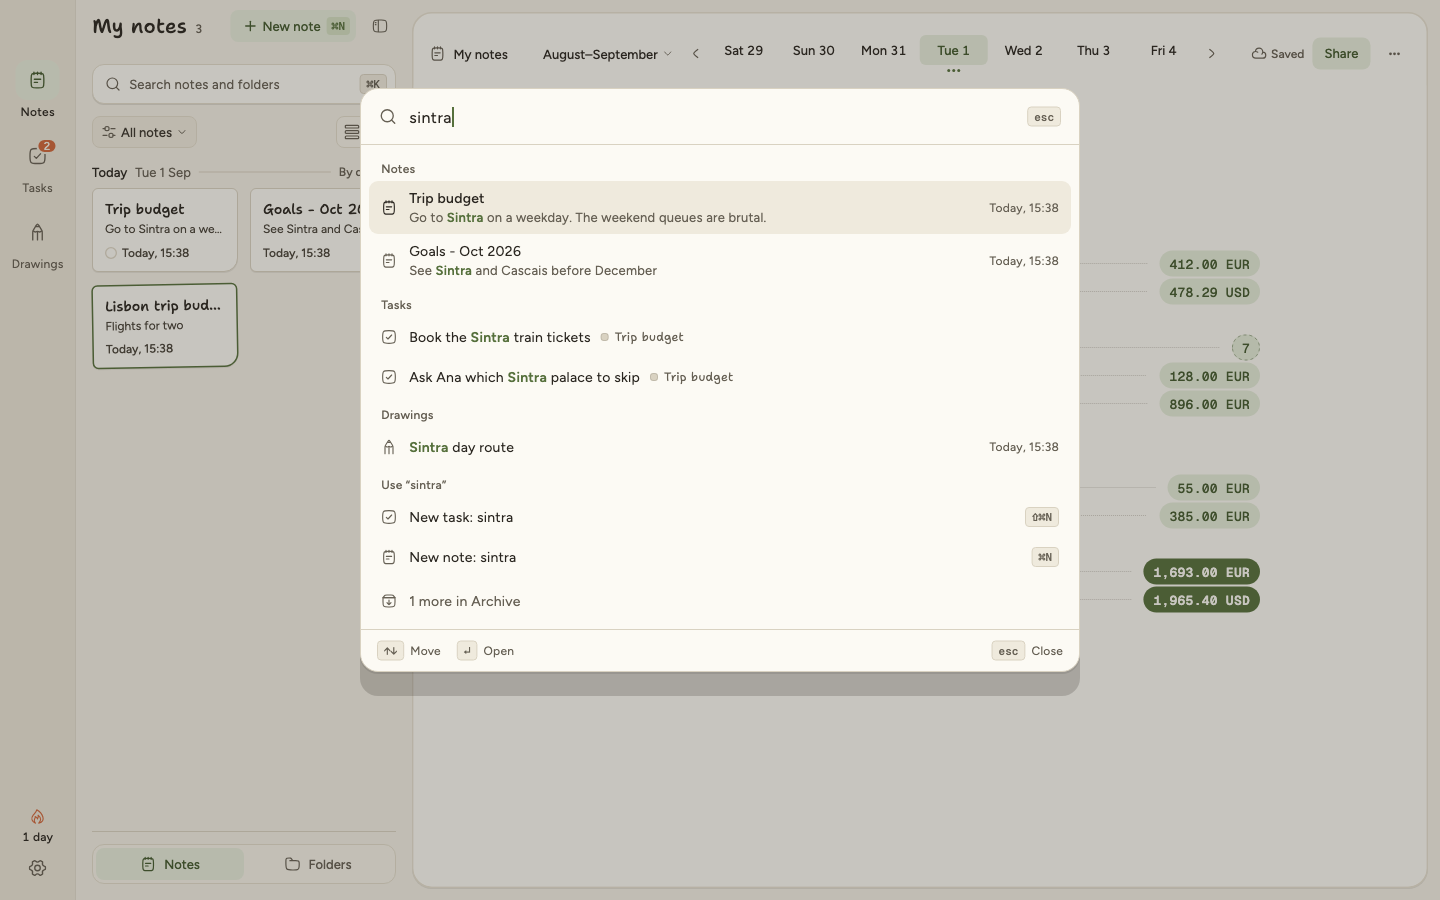 My notes 3
New note ⌘N
Search notes and folders ⌘K
All notes
Today Tue 1 Sep
Trip budget
Go to Sintra on a we...
Today, 15:38
Goals - Oct
See Sintra and
Today, 15:38
Lisbon trip bud...
Flights for two
Today, 15:38
Notes
2
Tasks
Drawings
1 day
Notes
Folders
My notes
August–September
Sat 29
Sun 30
Mon 31
Tue 1
Wed 2
Thu 3
Fri 4
Saved
Share
412.00 EUR
478.29 USD
7
128.00 EUR
896.00 EUR
55.00 EUR
385.00 EUR
1,693.00 EUR
1,965.40 USD
sintra
esc
Notes
Trip budget
Go to Sintra on a weekday. The weekend queues are brutal.
Today, 15:38
Goals - Oct 2026
See Sintra and Cascais before December
Today, 15:38
Tasks
Book the Sintra train tickets Trip budget
Ask Ana which Sintra palace to skip Trip budget
Drawings
Sintra day route
Today, 15:38
Use “sintra”
New task: sintra ⇧⌘N
New note: sintra ⌘N
1 more in Archive
↑↓ Move ↵ Open
esc Close